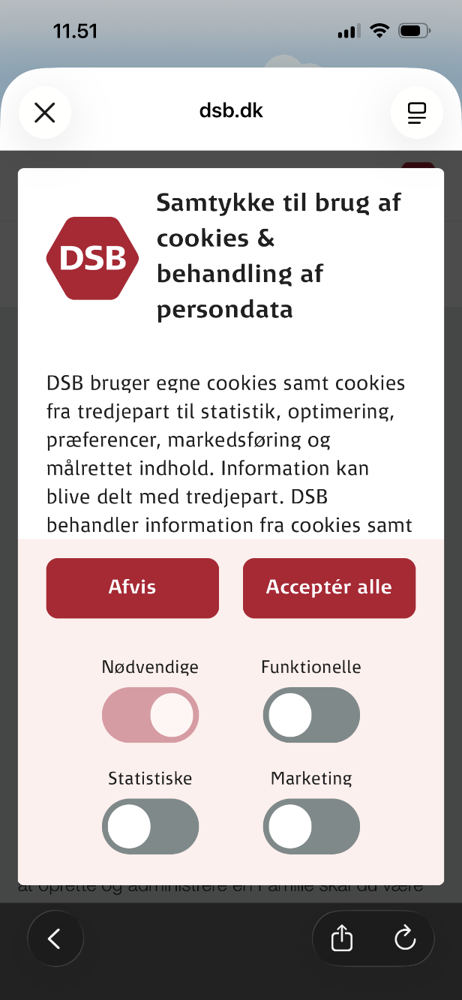 11.51
dsb.dk
DSB
Samtykke til brug af
cookies &
behandling af
persondata
DSB bruger egne cookies samt cookies
fra tredjepart til statistik, optimering,
præferencer, markedsføring og
målrettet indhold. Information kan
blive delt med tredjepart. DSB
behandler information fra cookies samt
Afvis
Acceptér alle
Nødvendige
Funktionelle
Statistiske
Marketing
at oprette og administrere en Familie skal du være